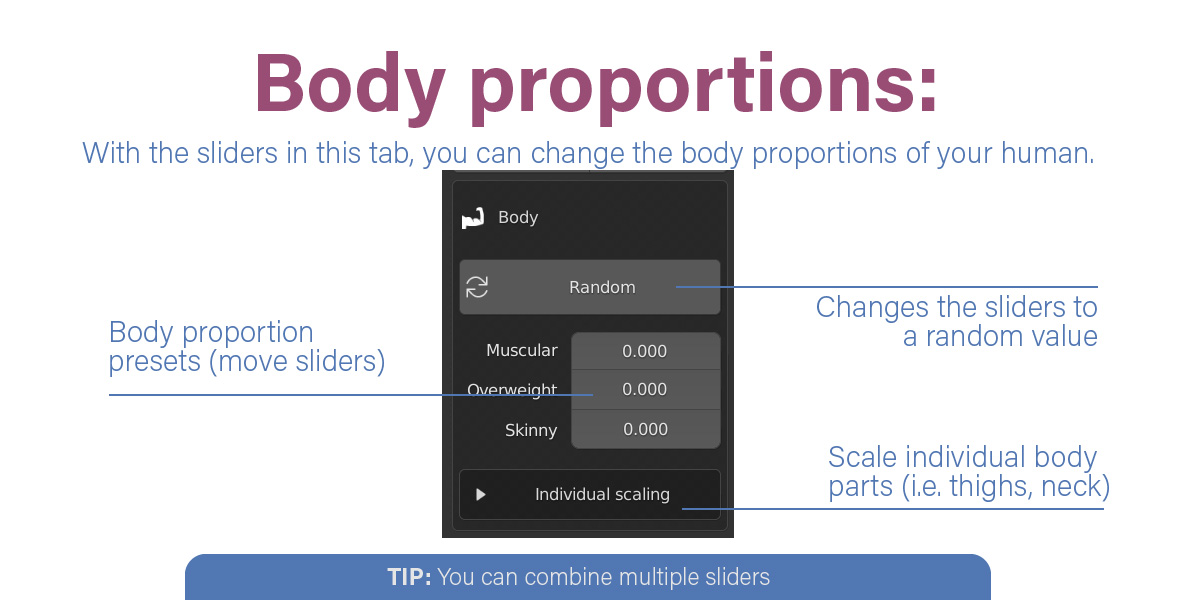 Body proportions:
With the sliders in this tab, you can change the body proportions of your human.
Body
Random
Changes the sliders to
a random value
Body proportion
presets (move sliders)
Muscular 0.000
Overweight 0.000
Skinny 0.000
Scale individual body
parts (i.e. thighs, neck)
Individual scaling
TIP: You can combine multiple sliders